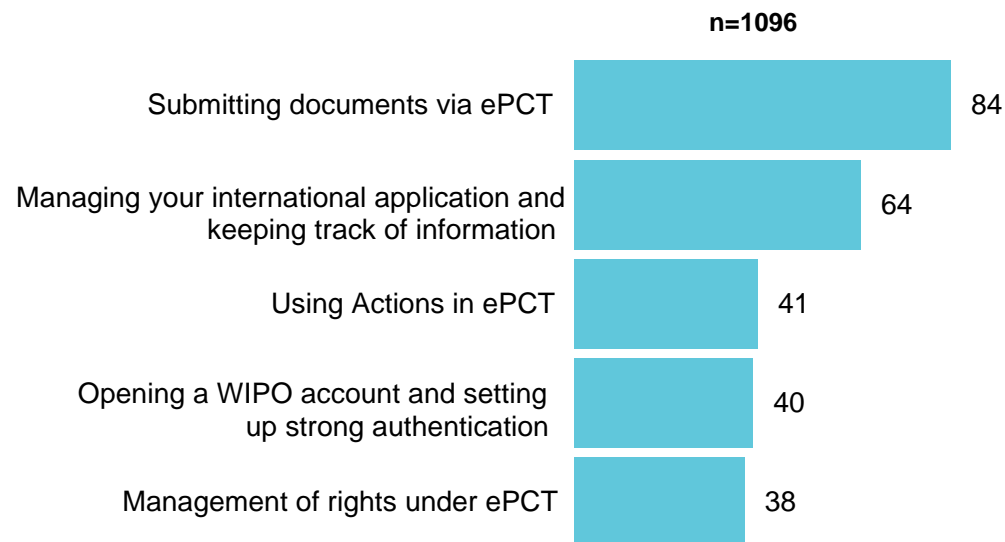 n=1096
Submitting documents via ePCT
84
Managing your international application and
keeping track of information
64
Using Actions in ePCT
41
Opening a WIPO account and setting
up strong authentication
40
Management of rights under ePCT
38